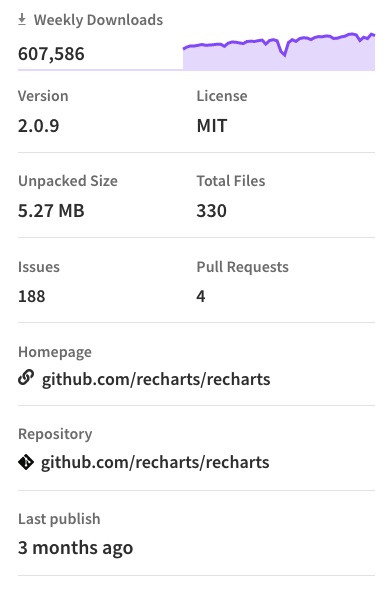 Weekly Downloads
607,586
Version
License
2.0.9
MIT
Unpacked Size
Total Files
5.27 MB
330
Issues
Pull Requests
188
4
Homepage
github.com/recharts/recharts
Repository
github.com/recharts/recharts
Last publish
3 months ago